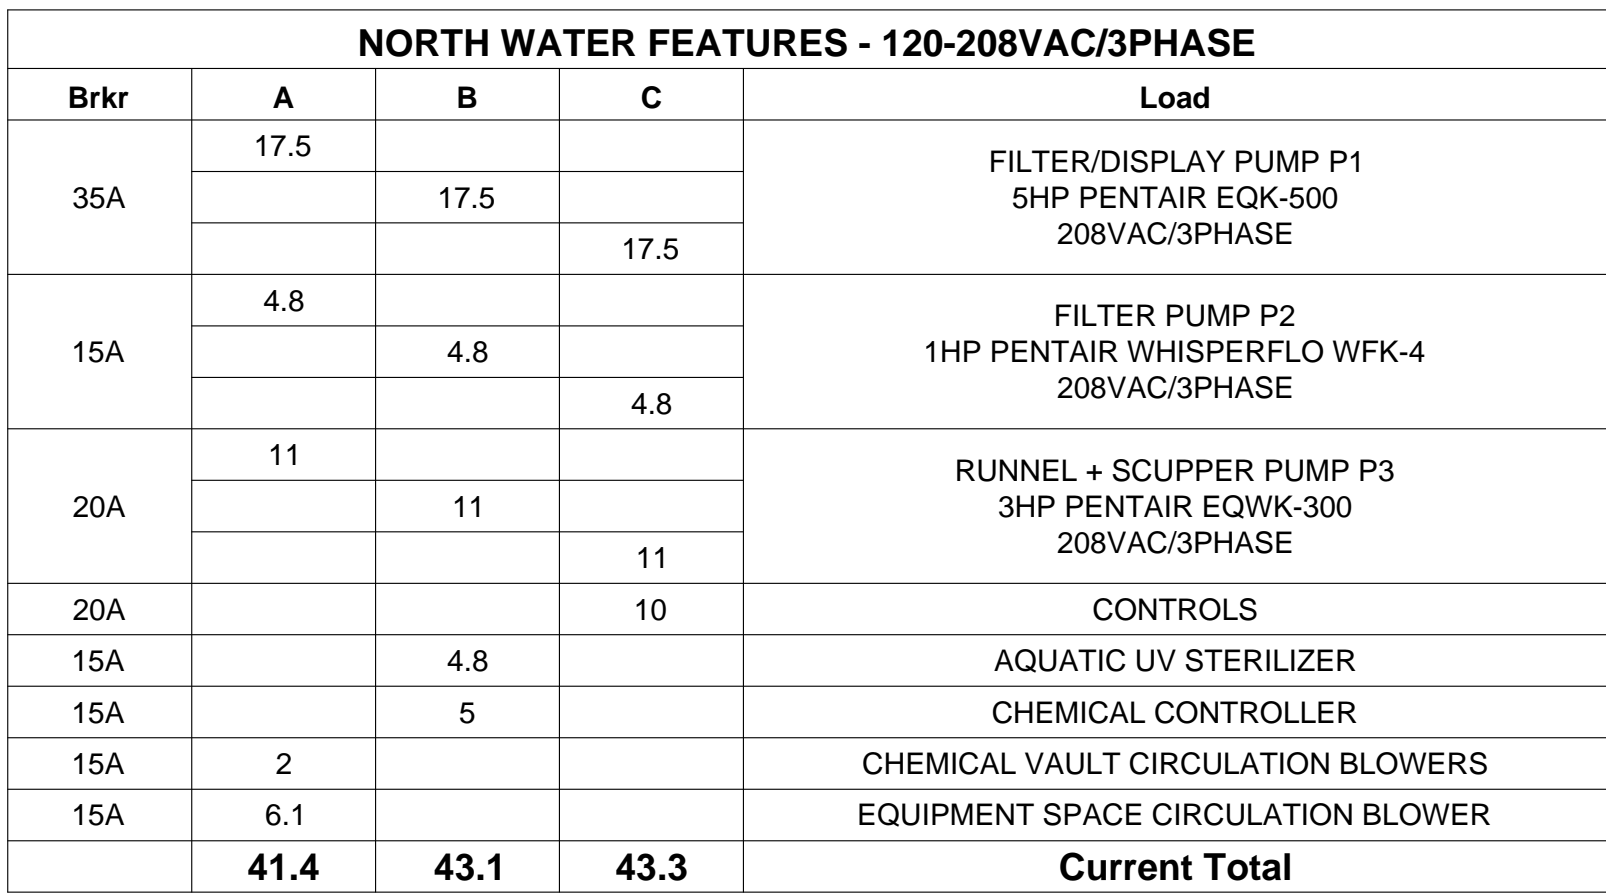 NORTH WATER FEATURES - 120-208VAC/3PHASE
Brkr A B C Load
35A
17.5
17.5
17.5
FILTER/DISPLAY PUMP P1
5HP PENTAIR EQK-500
208VAC/3PHASE
15A
4.8
4.8
4.8
FILTER PUMP P2
1HP PENTAIR WHISPERFLO WFK-4
208VAC/3PHASE
20A
11
11
11
RUNNEL + SCUPPER PUMP P3
3HP PENTAIR EQWK-300
208VAC/3PHASE
20A 10 CONTROLS
15A 4.8 AQUATIC UV STERILIZER
15A 5 CHEMICAL CONTROLLER
15A 2 CHEMICAL VAULT CIRCULATION BLOWERS
15A 6.1 EQUIPMENT SPACE CIRCULATION BLOWER
41.4 43.1 43.3 Current Total